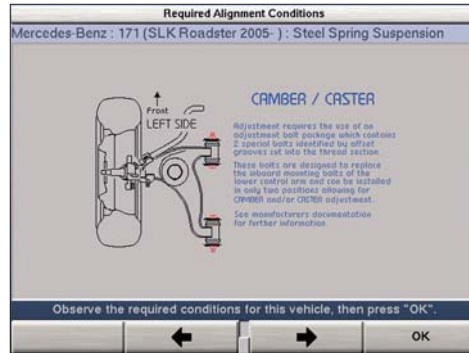 Required Alignment Conditions
Mercedes-Benz : 171 (SLK Roadster 2005- ) : Steel Spring Suspension
Front
LEFT SIDE
CAMBER / CASTER
Adjustment requires the use of an
adjustment bolt package which contains
2 special bolts identified by offset
grooves cut into the thread section.
These bolts are designed to replace
the inboard mounting bolts of the
lower control arm and can be installed
in only two positions allowing for
CAMBER and/or CASTER adjustment.
See manufacturers documentation
for further information.
Observe the required conditions for this vehicle, then press "OK".
OK